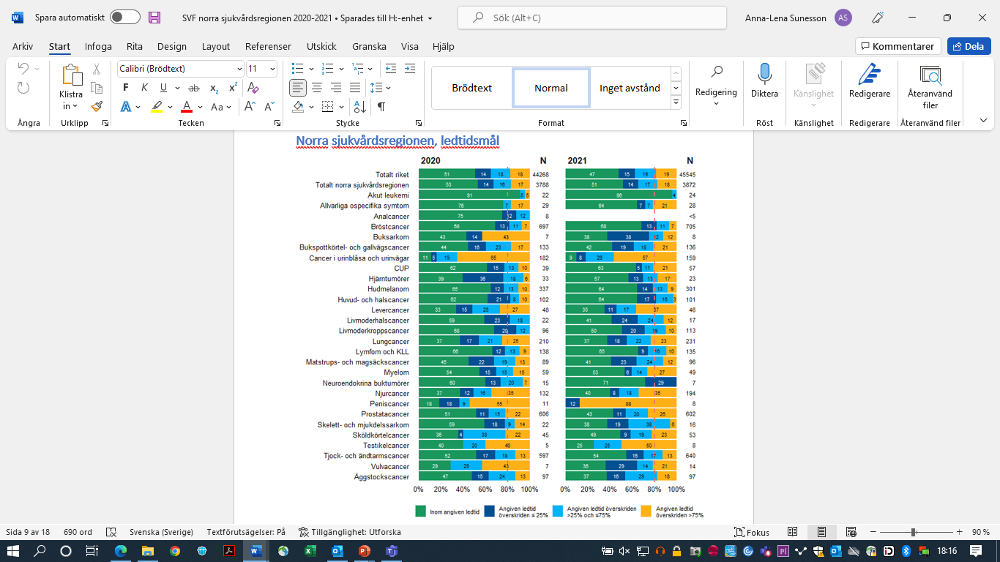 Spara automatiskt
SVF norra sjukvårdsregionen 2020-2021 • Sparades till H:-enhet
Sök (Alt+C)
Anna-Lena Sunesson
AS
Arkiv Start Infoga Rita Design Layout Referenser Utskick Granska Visa Hjälp
Kommentarer
Dela
Klistra in
Calibri (Brödtext) 11
F K U ab x₂ x² A
A A Aa A A
Brödtext
Normal
Inget avstånd
Redigering
Diktera
Känslighet
Redigerare
Återanvänd filer
Ångra Urklipp Tecken Stycke Format Röst Känslighet Redigerare Återanvänd filer
Norra sjukvårdsregionen, ledtidsmål
2020 N 2021 N
Totalt riket 51 14 18 18 44268 47 15 19 19 45545
Totalt norra sjukvårdsregionen 53 14 16 17 3788 51 14 17 18 3872
Akut leukemi 91 5 5 22 96 4 24
Allvarliga ospecifika symtom 76 7 17 29 64 7 7 21 28
Analcancer 75 12 12 8 <5
Bröstcancer 68 13 11 7 697 68 13 11 7 705
Buksarkom 43 14 43 7 38 38 12 12 8
Bukspottkörtel- och gallvägscancer 44 16 23 17 133 42 19 18 21 136
Cancer i urinblåsa och urinvägar 11 5 19 65 182 9 8 26 57 159
CUP 62 15 13 10 39 63 5 11 21 57
Hjärntumörer 39 36 18 6 33 57 13 13 17 23
Hudmelanom 65 12 13 10 337 64 14 13 9 301
Huvud- och halscancer 62 21 8 10 102 64 17 16 3 101
Levercancer 33 15 25 27 48 35 11 17 37 46
Livmoderhalscancer 59 23 18 22 41 24 24 12 17
Livmoderkroppscancer 68 20 12 96 50 20 19 10 113
Lungcancer 37 17 21 25 210 37 18 22 23 231
Lymfom och KLL 66 12 13 9 138 65 9 16 10 135
Matstrups- och magsäckscancer 45 22 19 13 89 41 23 24 12 96
Myelom 54 15 15 15 59 53 6 14 27 49
Neuroendokrina buktumörer 60 13 20 7 15 71 29 7
Njurcancer 37 12 16 35 132 40 8 18 35 194
Peniscancer 18 18 9 55 11 12 88 8
Prostatacancer 51 11 15 22 606 43 11 20 26 602
Skelett- och mjukdelssarkom 59 18 9 14 22 38 19 38 6 16
Sköldkörtelcancer 36 4 38 22 45 49 9 19 23 53
Testikelcancer 40 20 40 5 25 25 50 8
Tjock- och ändtarmscancer 52 17 18 13 597 54 16 17 13 640
Vulvacancer 29 29 43 7 36 29 14 21 14
Äggstockscancer 47 15 24 13 97 37 16 29 18 97
0% 20% 40% 60% 80% 100% 0% 20% 40% 60% 80% 100%
Inom angiven ledtid
Angiven ledtid
överskriden ≤ 25%
Angiven ledtid överskriden
>25% och ≤75%
Angiven ledtid
överskriden >75%
Sida 9 av 18 690 ord Svenska (Sverige) Textförutsägelser: På Tillgänglighet: Utforska Fokus 90 %
18:16